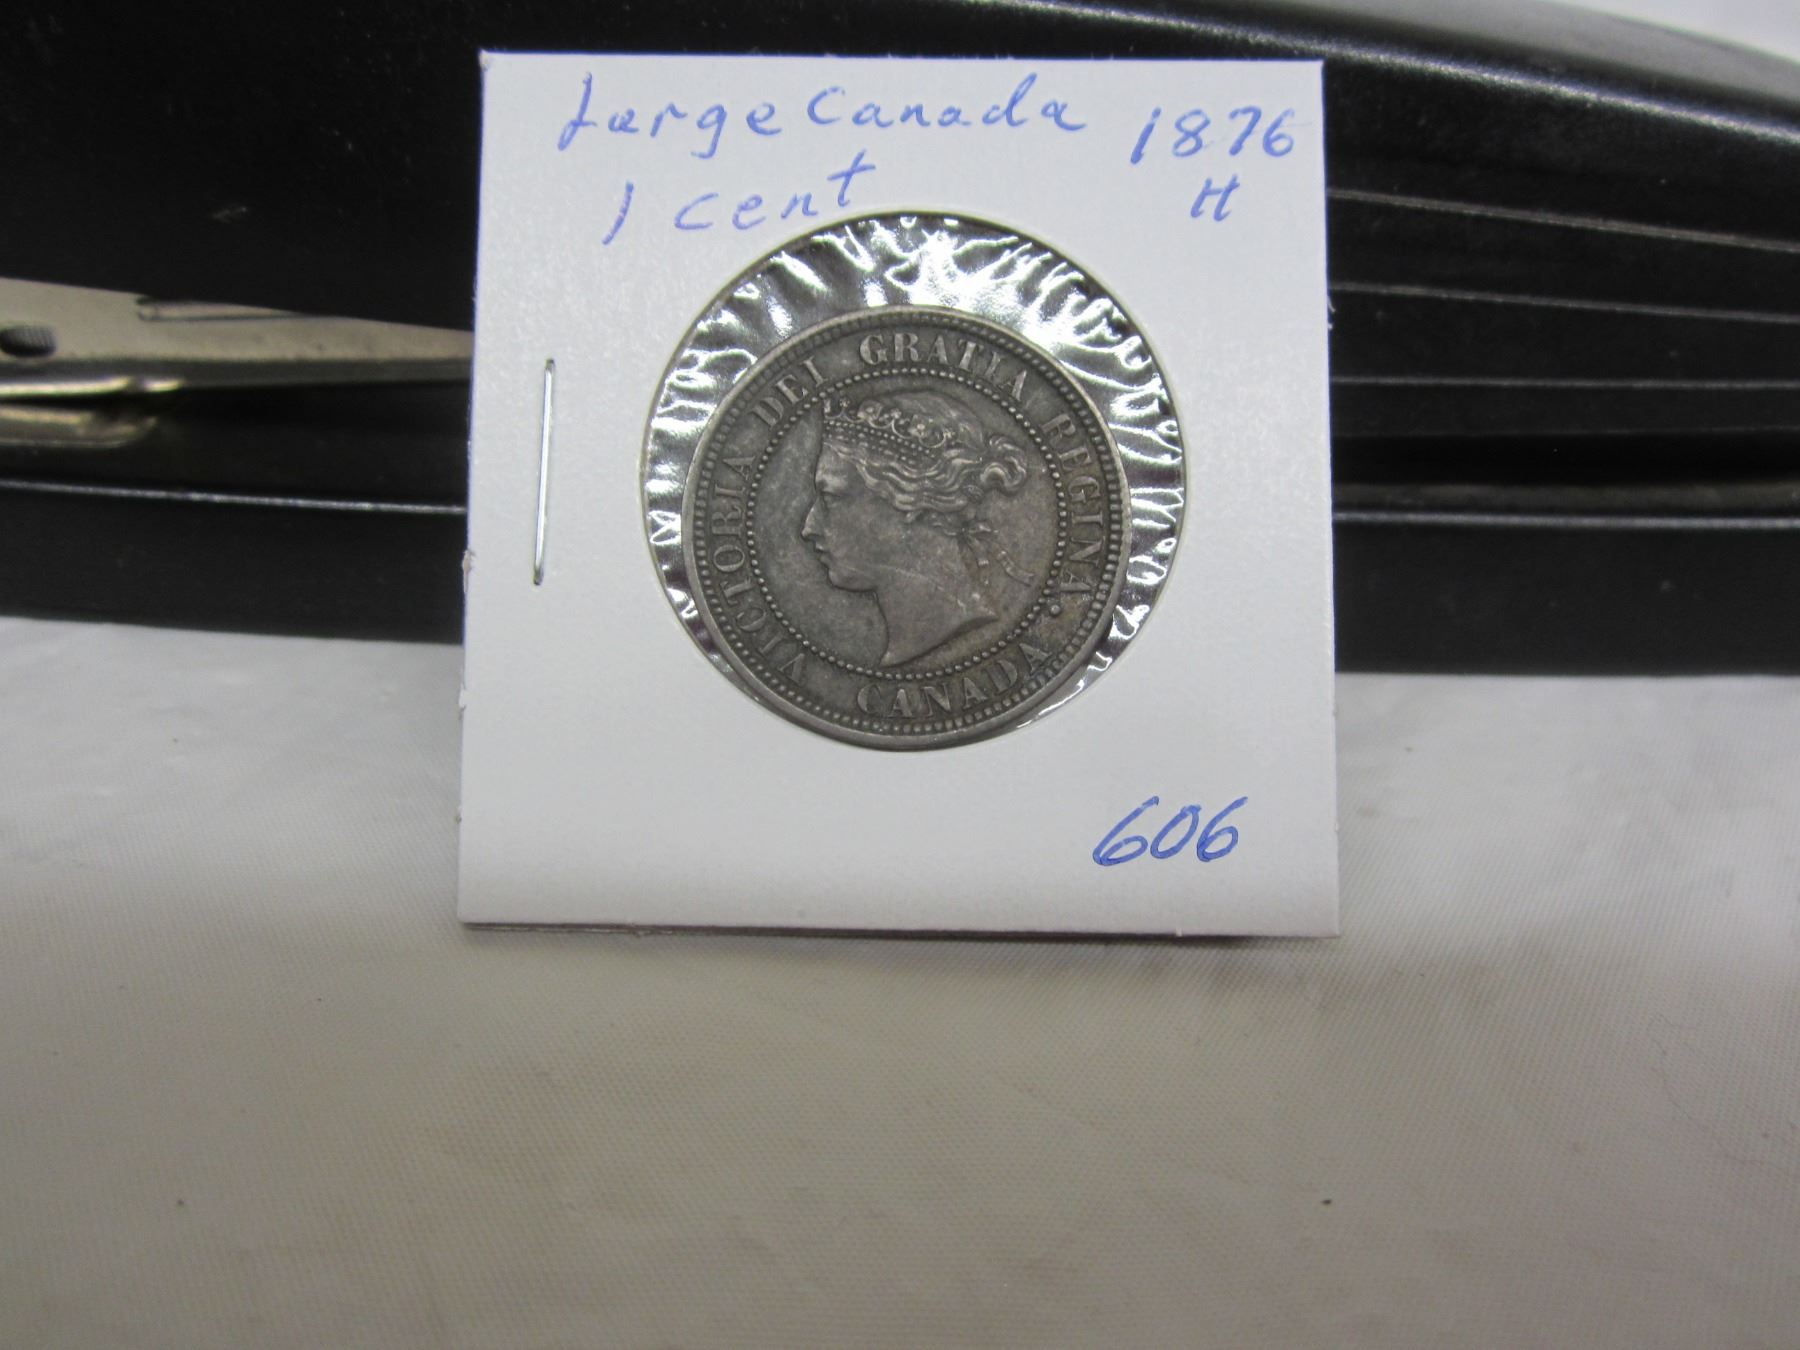 Large Canada 1876
1 cent H
VICTORIA DEI GRATIA REGINA.
CANADA
606